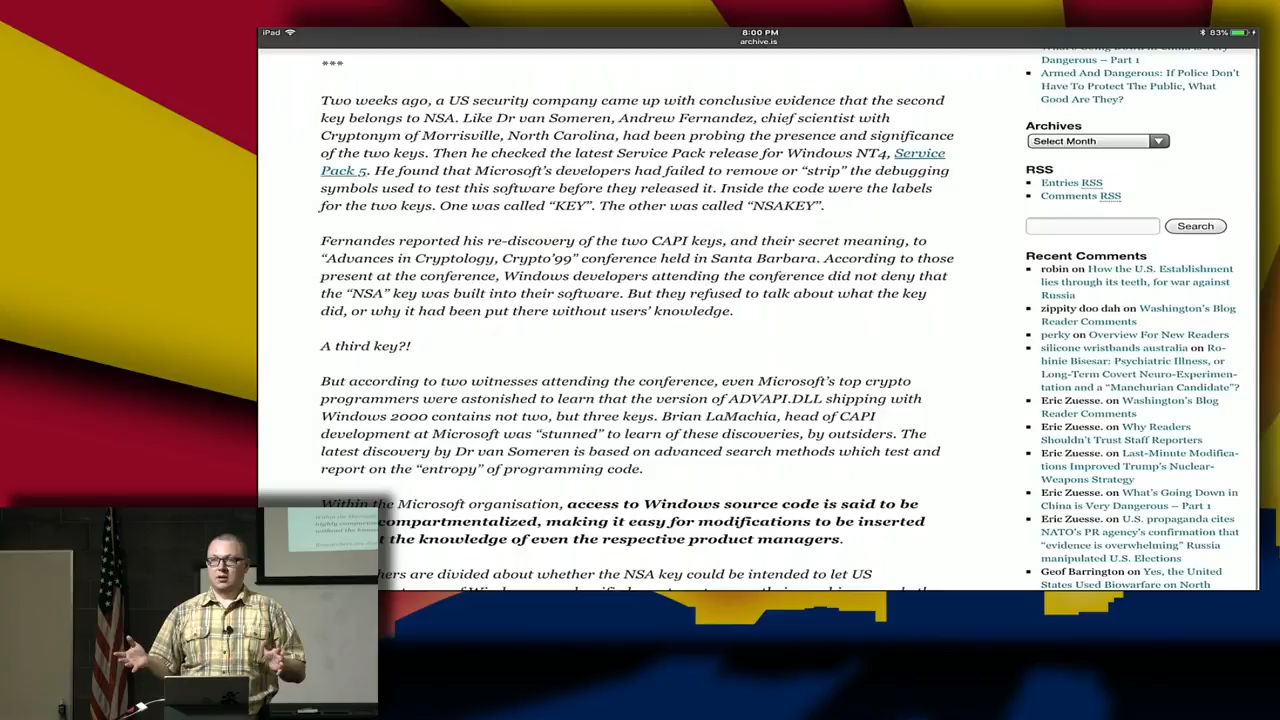 iPad
8:00 PM
83%
archive.is
***
Two weeks ago, a US security company came up with conclusive evidence that the second
key belongs to NSA. Like Dr van Someren, Andrew Fernandez, chief scientist with
Cryptonym of Morrisville, North Carolina, had been probing the presence and significance
of the two keys. Then he checked the latest Service Pack release for Windows NT4, Service
Pack 5. He found that Microsoft's developers had failed to remove or "strip" the debugging
symbols used to test this software before they released it. Inside the code were the labels
for the two keys. One was called "KEY". The other was called "NSAKEY".
Fernandes reported his re-discovery of the two CAPI keys, and their secret meaning, to
"Advances in Cryptology, Crypto'99" conference held in Santa Barbara. According to those
present at the conference, Windows developers attending the conference did not deny that
the "NSA" key was built into their software. But they refused to talk about what the key
did, or why it had been put there without users' knowledge.
A third key?!
But according to two witnesses attending the conference, even Microsoft's top crypto
programmers were astonished to learn that the version of ADVAPI.DLL shipping with
Windows 2000 contains not two, but three keys. Brian LaMachia, head of CAPI
development at Microsoft was "stunned" to learn of these discoveries, by outsiders. The
latest discovery by Dr van Someren is based on advanced search methods which test and
report on the "entropy" of programming code.
Within the Microsoft organisation, access to Windows source code is said to be
compartmentalized, making it easy for modifications to be inserted
the knowledge of even the respective product managers.
are divided about whether the NSA key could be intended to let US
Dangerous – Part 1
Armed And Dangerous: If Police Don't
Have To Protect The Public, What
Good Are They?
Archives
Select Month
RSS
Entries RSS
Comments RSS
Search
Recent Comments
robin on How the U.S. Establishment
lies through its teeth, for war against
Russia
zippity doo dah on Washington's Blog
Reader Comments
perky on Overview For New Readers
silicone wristbands australia on Ro-
hinie Bisesar: Psychiatric Illness, or
Long-Term Covert Neuro-Experimen-
tation and a "Manchurian Candidate"?
Eric Zuesse. on Washington's Blog
Reader Comments
Eric Zuesse. on Why Readers
Shouldn't Trust Staff Reporters
Eric Zuesse. on Last-Minute Modifica-
tions Improved Trump's Nuclear-
Weapons Strategy
Eric Zuesse. on What's Going Down in
China is Very Dangerous – Part 1
Eric Zuesse. on U.S. propaganda cites
NATO's PR agency's confirmation that
"evidence is overwhelming" Russia
manipulated U.S. Elections
Geof Barrington on Yes, the United
States Used Biowarfare on North